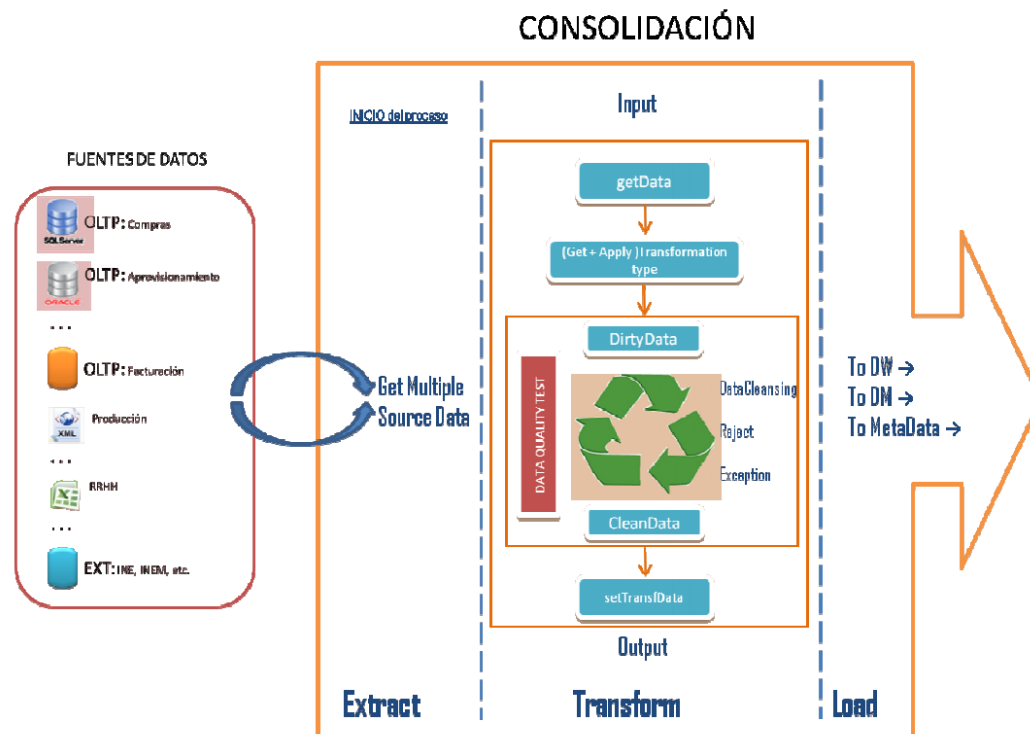 CONSOLIDACIÓN
FUENTES DE DATOS
OLTP: Compras
SQLServer
OLTP: Aprovisionamiento
ORACLE
...
OLTP: Facturación
Producción
XML
...
RRHH
...
EXT: INE, INEM, etc.
INICIO del proceso
Get Multiple
Source Data
Extract
Input
getData
(Get + Apply )Transformation
type
DirtyData
DATA QUALITY TEST
DataCleansing
Reject
Exception
CleanData
setTransfData
Output
Transform
To DW →
To DM →
To MetaData →
Load